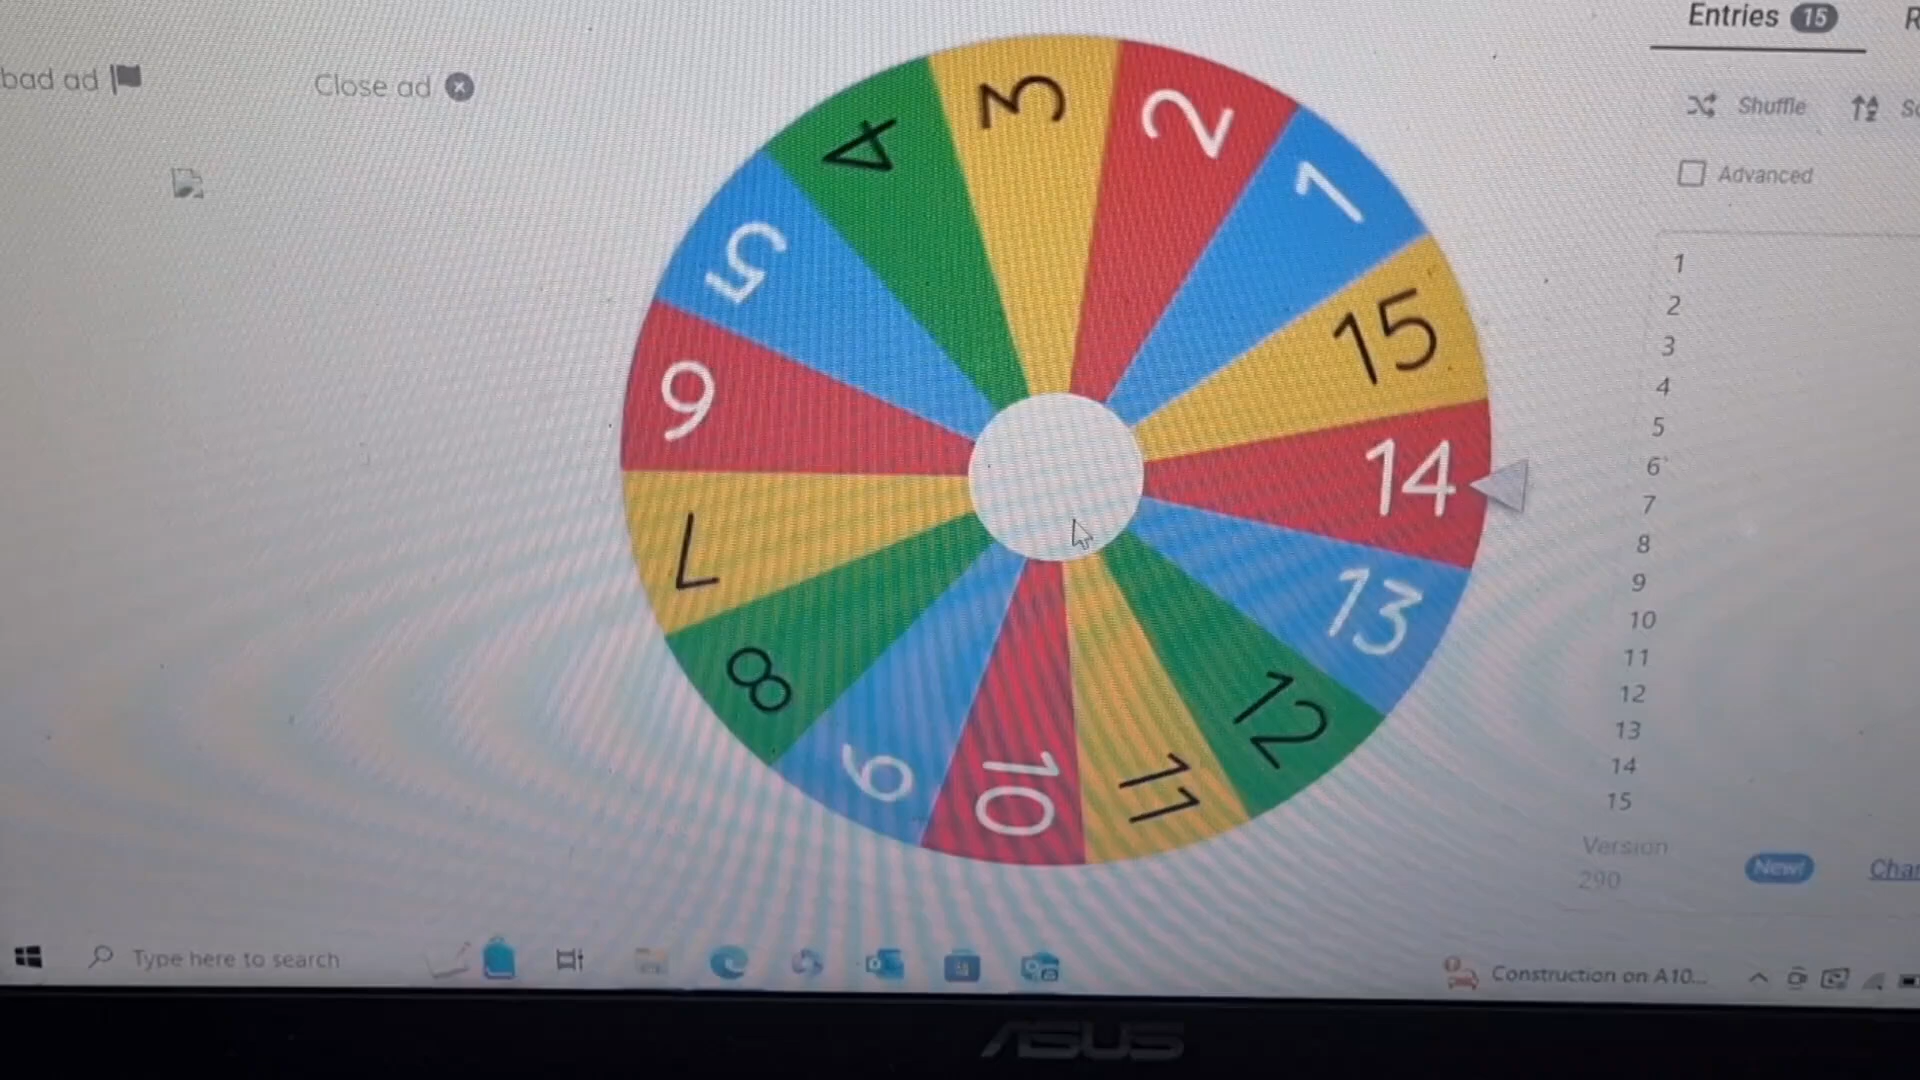 Entries 15
R
bad ad
Close ad
Shuffle
Advanced
3
2
4
1
5
15
6
14
7
13
8
12
9
10
11
1
2
3
4
5
6
7
8
9
10
11
12
13
14
15
Version
290
New!
Type here to search
Construction on A10...
ASUS